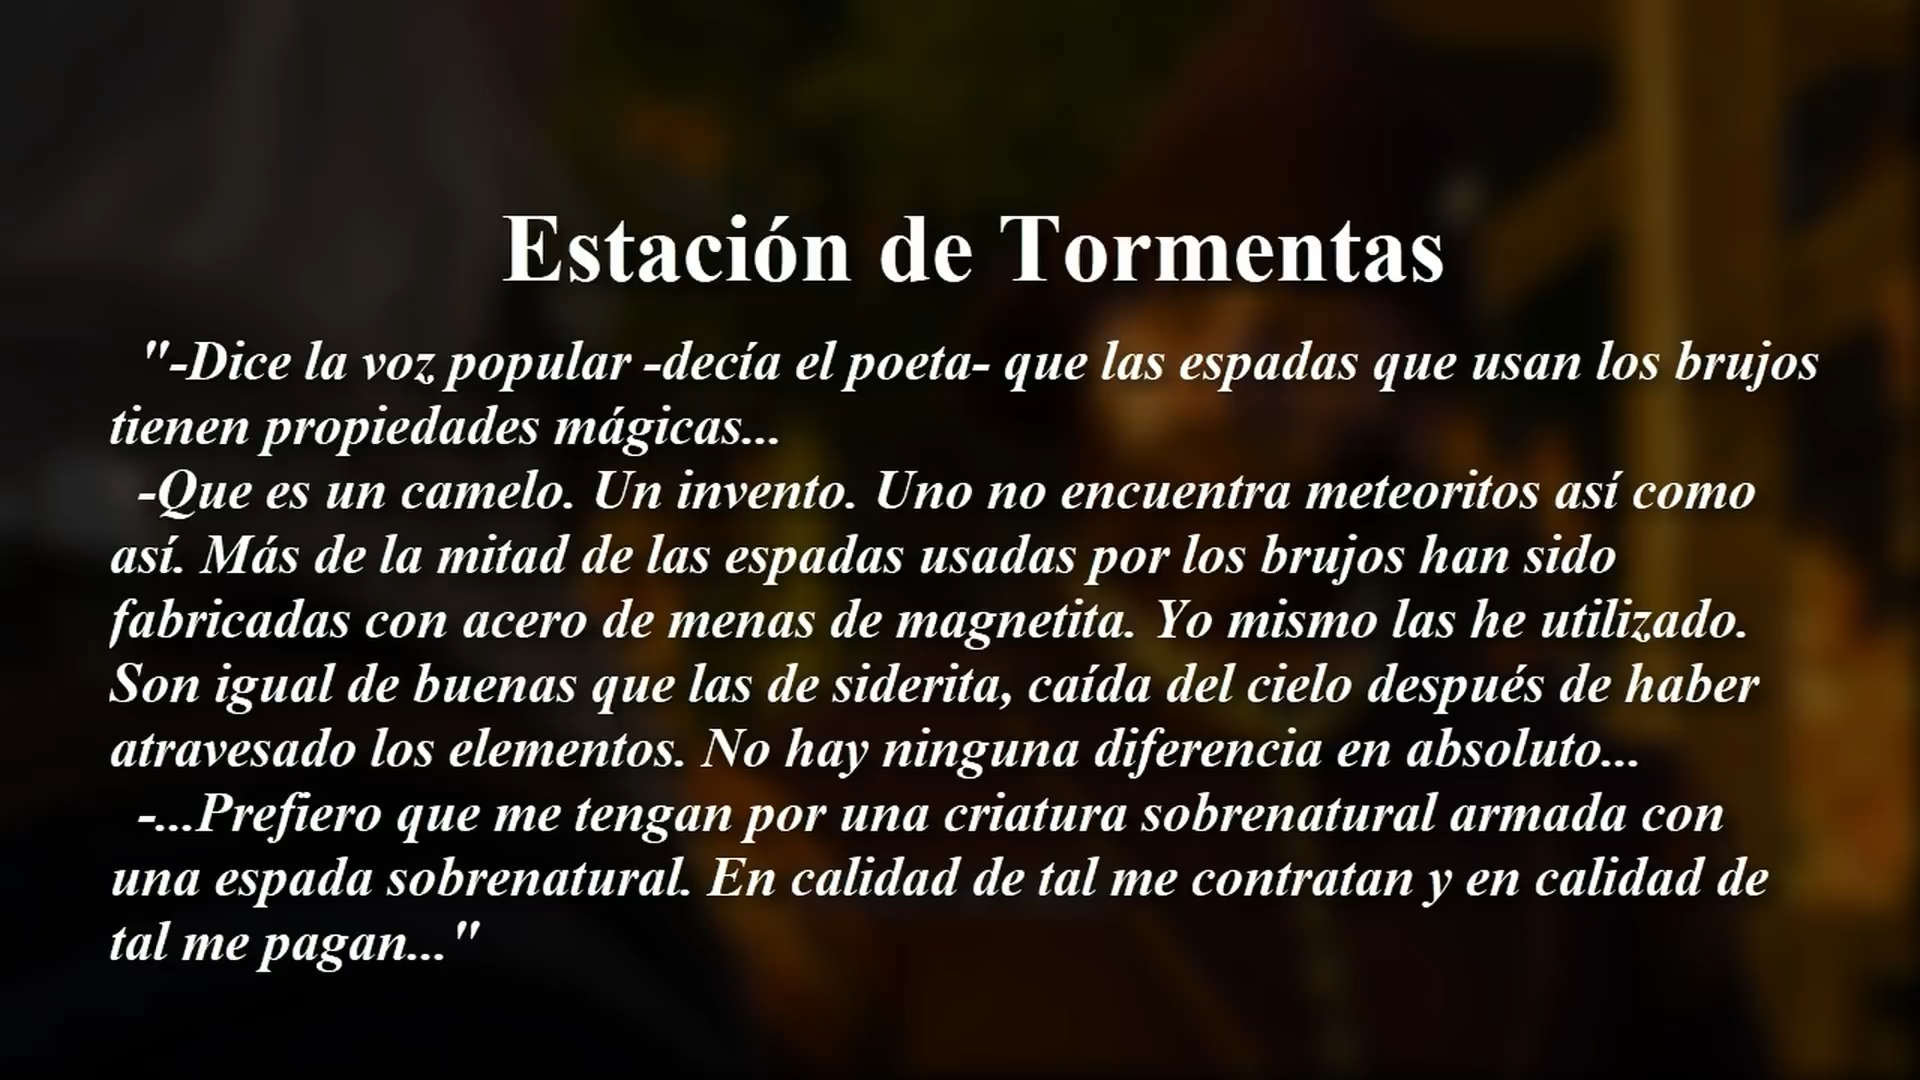 Estación de Tormentas
"-Dice la voz popular -decía el poeta- que las espadas que usan los brujos
tienen propiedades mágicas...
-Que es un camelo. Un invento. Uno no encuentra meteoritos así como
así. Más de la mitad de las espadas usadas por los brujos han sido
fabricadas con acero de menas de magnetita. Yo mismo las he utilizado.
Son igual de buenas que las de siderita, caída del cielo después de haber
atravesado los elementos. No hay ninguna diferencia en absoluto...
-...Prefiero que me tengan por una criatura sobrenatural armada con
una espada sobrenatural. En calidad de tal me contratan y en calidad de
tal me pagan..."